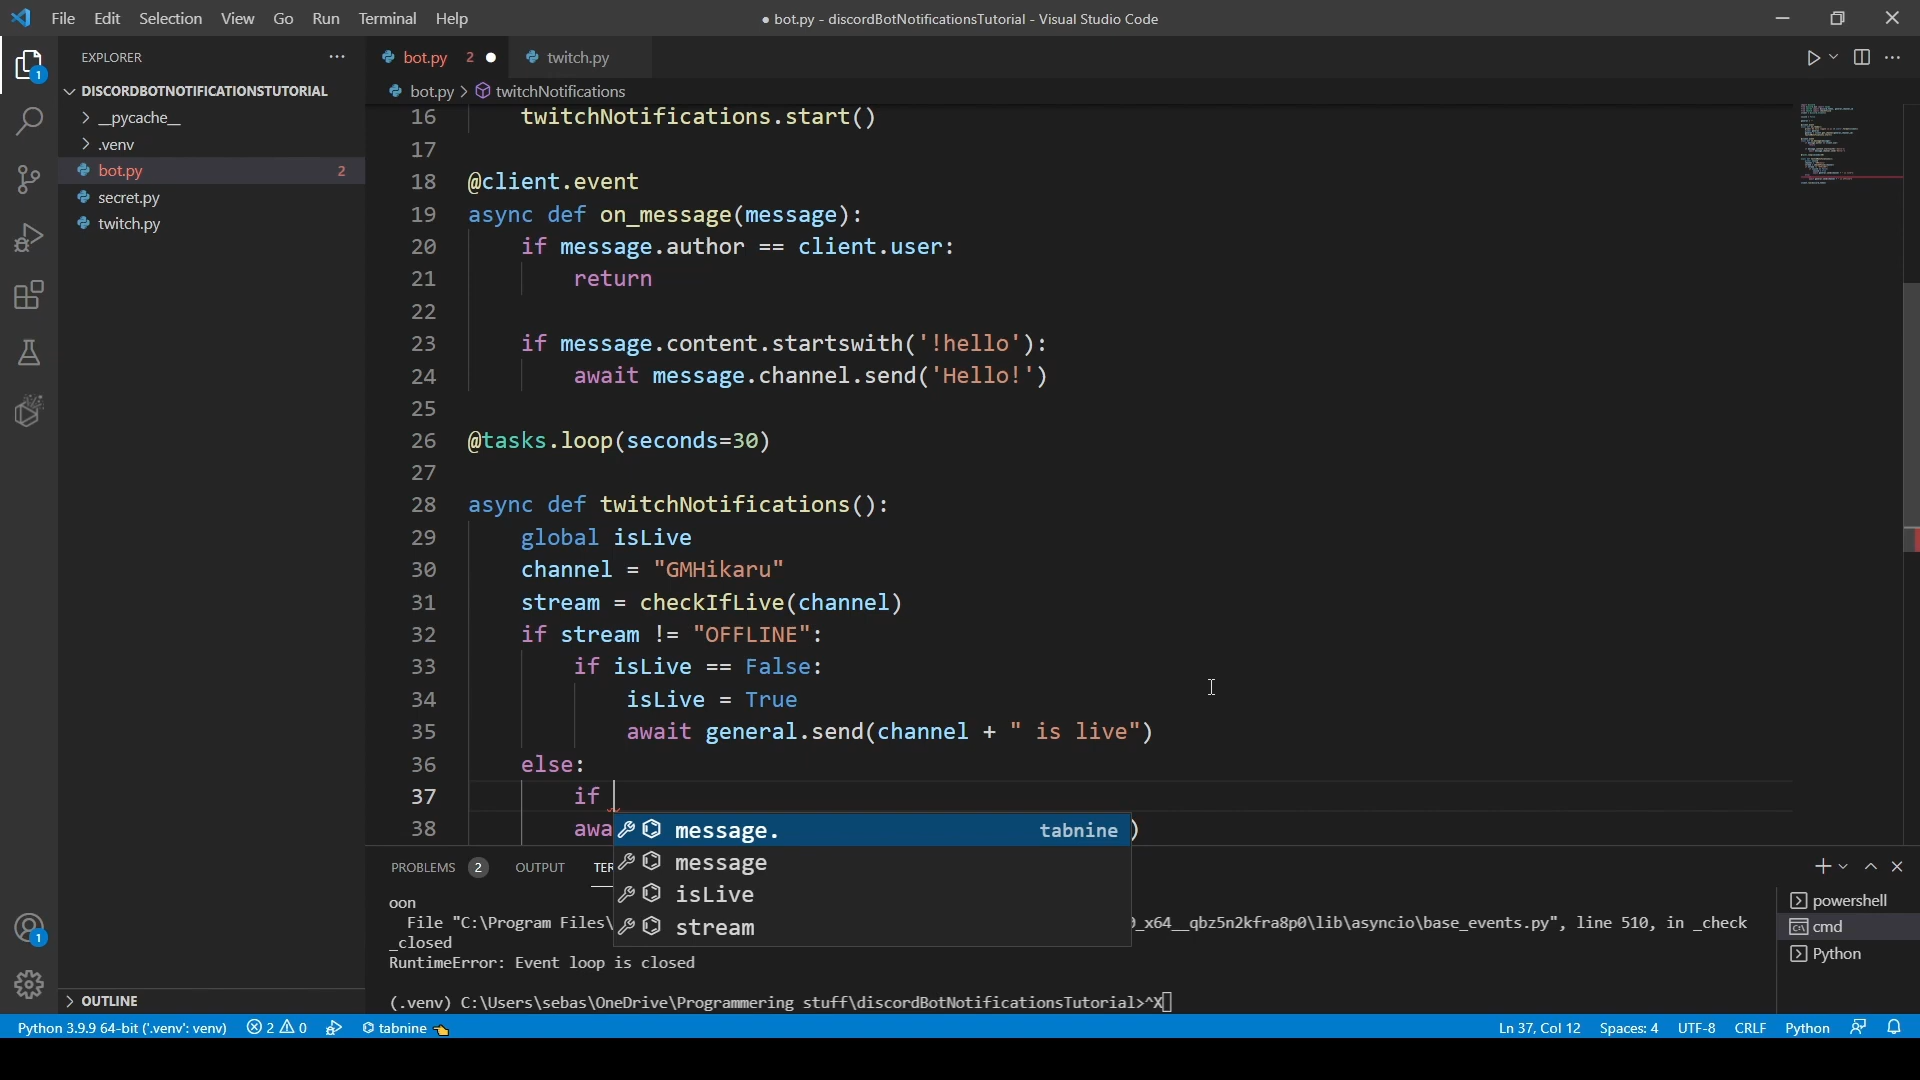 File Edit Selection View Go Run Terminal Help
● bot.py - discordBotNotificationsTutorial - Visual Studio Code
EXPLORER
DISCORDBOTNOTIFICATIONSTUTORIAL
__pycache__
.venv
bot.py 2
secret.py
twitch.py
OUTLINE
bot.py 2
twitch.py
bot.py > twitchNotifications
16 twitchNotifications.start()
17
18 @client.event
19 async def on_message(message):
20 if message.author == client.user:
21 return
22
23 if message.content.startswith('!hello'):
24 await message.channel.send('Hello!')
25
26 @tasks.loop(seconds=30)
27
28 async def twitchNotifications():
29 global isLive
30 channel = "GMHikaru"
31 stream = checkIfLive(channel)
32 if stream != "OFFLINE":
33 if isLive == False:
34 isLive = True
35 await general.send(channel + " is live")
36 else:
37 if
38 awa )
message. tabnine
message
isLive
stream
PROBLEMS 2 OUTPUT TER
oon
File "C:\Program Files\ _x64__qbz5n2kfra8p0\lib\asyncio\base_events.py", line 510, in _check
_closed
RuntimeError: Event loop is closed
(.venv) C:\Users\sebas\OneDrive\Programmering stuff\discordBotNotificationsTutorial>^X
powershell
cmd
Python
1
1
Python 3.9.9 64-bit ('.venv': venv) 2 0 tabnine Ln 37, Col 12 Spaces: 4 UTF-8 CRLF Python